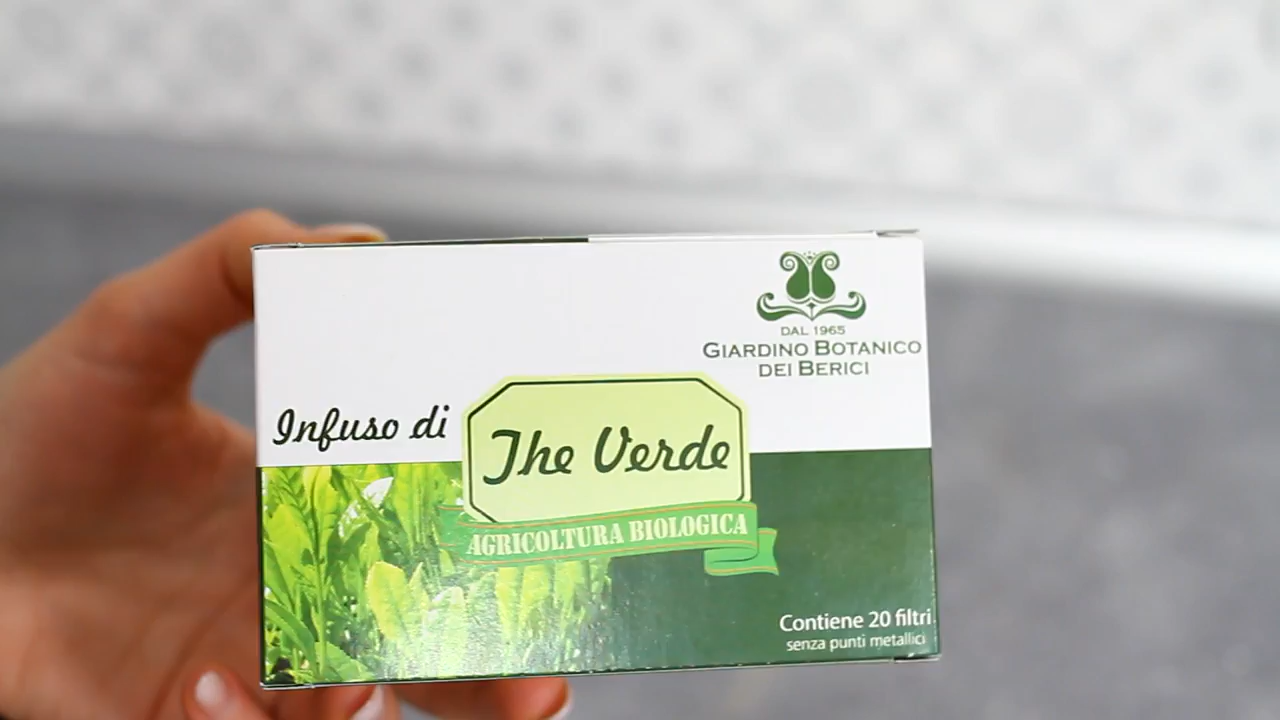 DAL 1965
GIARDINO BOTANICO
DEI BERICI
Infuso di
The Verde
AGRICOLTURA BIOLOGICA
Contiene 20 filtri
senza punti metallici